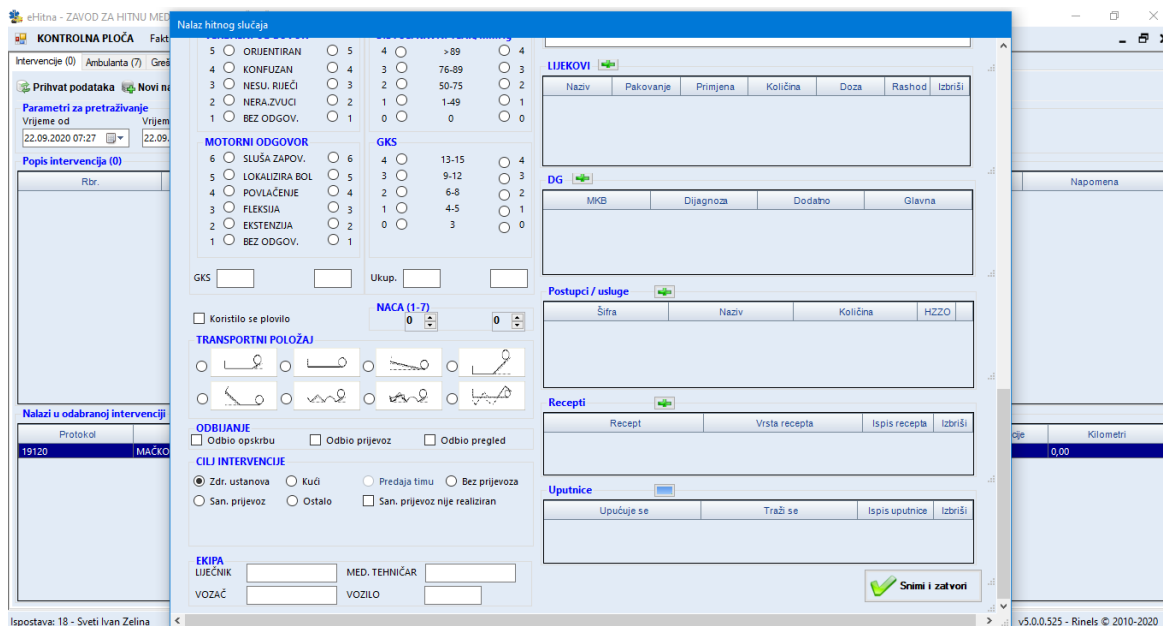 eHitna - ZAVOD ZA HITNU MED
Nalaz hitnog slučaja
KONTROLNA PLOČA Fakt
Intervencije (0) Ambulanta (7) Greš
Prihvat podataka Novi na
Parametri za pretraživanje
Vrijeme od Vrijem
22.09.2020 07:27 22.09.
Popis intervencija (0)
Rbr.
Napomena
Nalazi u odabranoj intervenciji
Protokol
Kilometri
19120 MAČKO
0,00
5 ORIJENTIRAN 5
4 KONFUZAN 4
3 NESU. RIJEČI 3
2 NERA.ZVUCI 2
1 BEZ ODGOV. 1
4 >89 4
3 76-89 3
2 50-75 2
1 1-49 1
0 0 0
MOTORNI ODGOVOR
6 SLUŠA ZAPOV. 6
5 LOKALIZIRA BOL 5
4 POVLAČENJE 4
3 FLEKSIJA 3
2 EKSTENZIJA 2
1 BEZ ODGOV. 1
GKS
4 13-15 4
3 9-12 3
2 6-8 2
1 4-5 1
0 3 0
GKS
Ukup.
Koristilo se plovilo
NACA (1-7)
0 0
TRANSPORTNI POLOŽAJ
ODBIJANJE
Odbio opskrbu Odbio prijevoz Odbio pregled
CILJ INTERVENCIJE
Zdr. ustanova Kući Predaja timu Bez prijevoza
San. prijevoz Ostalo San. prijevoz nije realiziran
EKIPA
LIJEČNIK MED. TEHNIČAR
VOZAČ VOZILO
LIJEKOVI
Naziv Pakovanje Primjena Količina Doza Rashod Izbriši
DG
MKB Dijagnoza Dodatno Glavna
Postupci / usluge
Šifra Naziv Količina HZZO
Recepti
Recept Vrsta recepta Ispis recepta Izbriši
Uputnice
Upućuje se Traži se Ispis uputnice Izbriši
Snimi i zatvori
Ispostava: 18 - Sveti Ivan Zelina
v5.0.0.525 - Rinels © 2010-2020